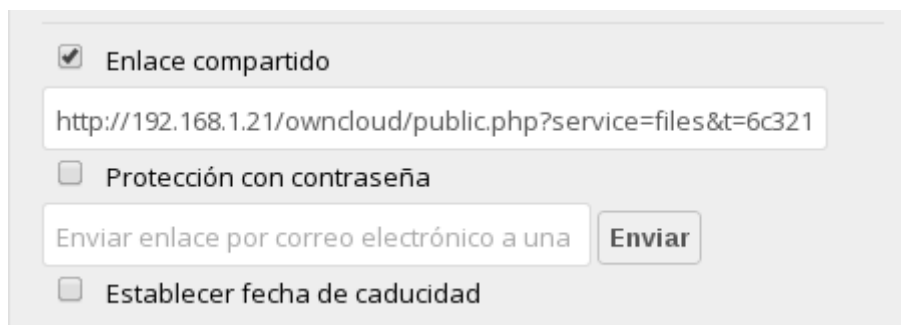 Enlace compartido
http://192.168.1.21/owncloud/public.php?service=files&t=6c321
Protección con contraseña
Enviar enlace por correo electrónico a una Enviar
Establecer fecha de caducidad